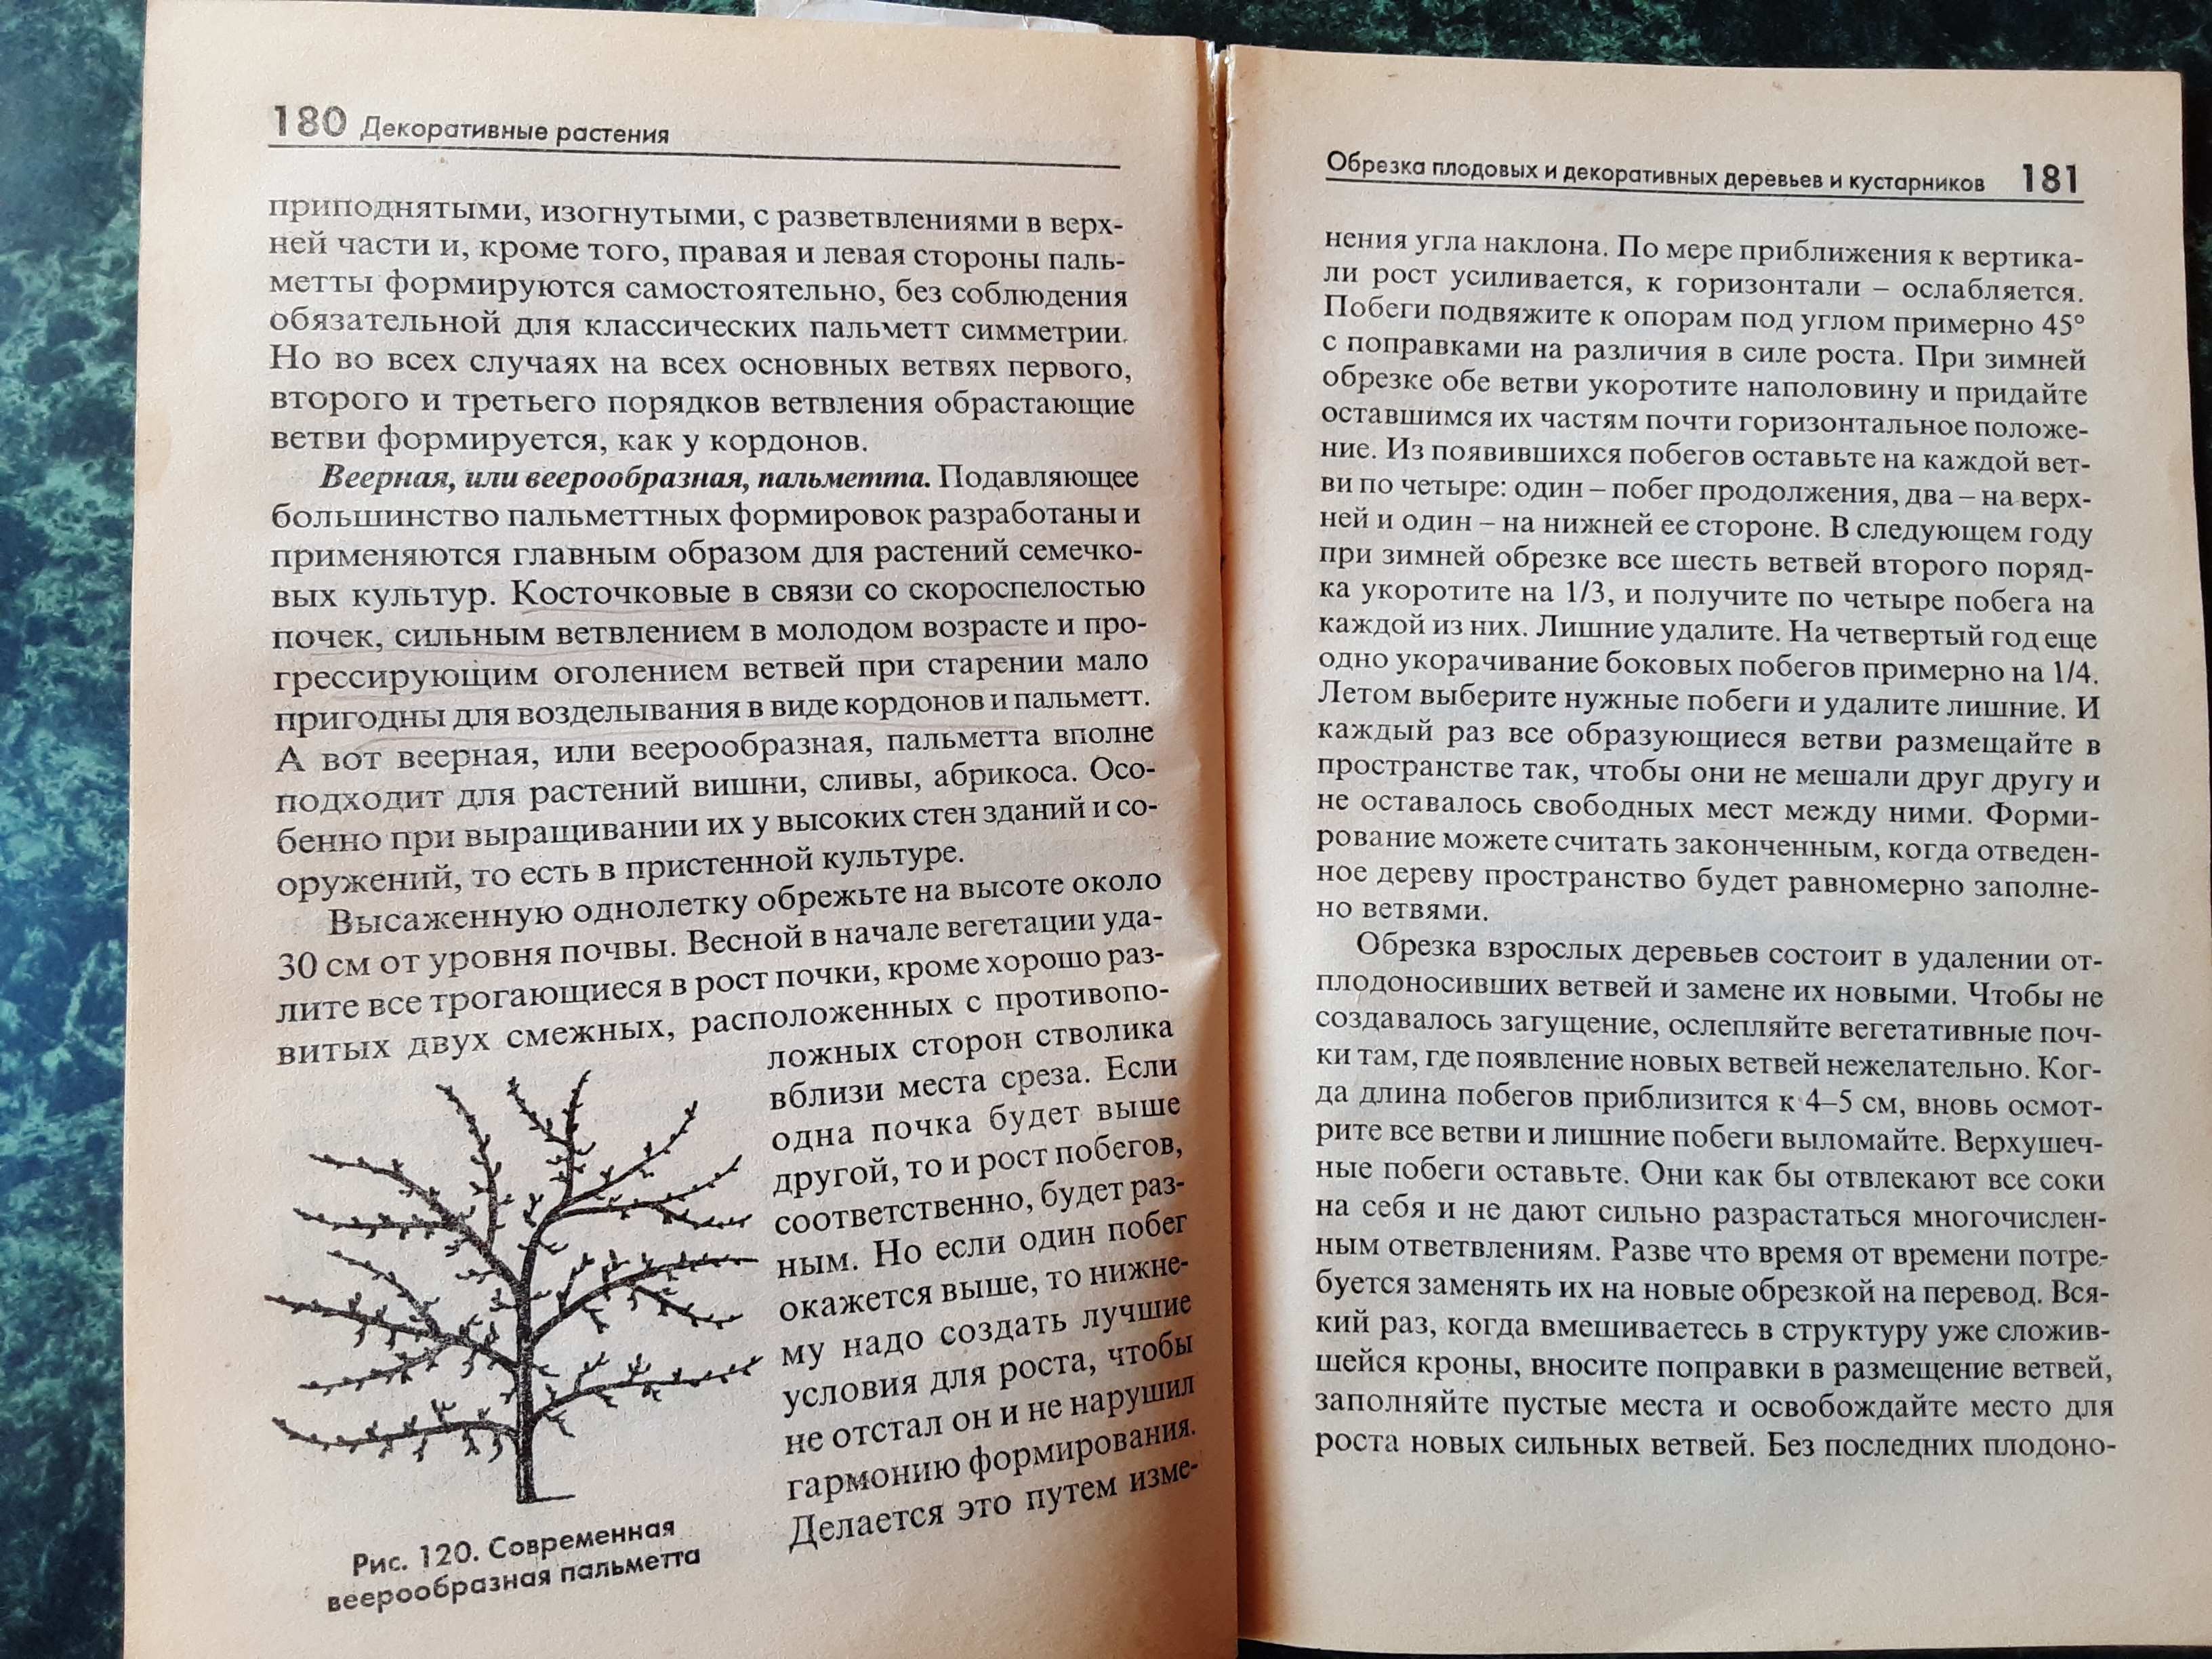 180 Декоративные растения
приподнятыми, изогнутыми, с разветвлениями в верх-
ней части и, кроме того, правая и левая стороны паль-
метты формируются самостоятельно, без соблюдения
обязательной для классических пальметт симметрии.
Но во всех случаях на всех основных ветвях первого,
второго и третьего порядков ветвления обрастающие
ветви формируется, как у кордонов.
Веерная, или веерообразная, пальметта. Подавляющее
большинство пальметтных формировок разработаны и
применяются главным образом для растений семечко-
вых культур. Косточковые в связи со скороспелостью
почек, сильным ветвлением в молодом возрасте и про-
грессирующим оголением ветвей при старении мало
пригодны для возделывания в виде кордонов и пальметт.
А вот веерная, или веерообразная, пальметта вполне
подходит для растений вишни, сливы, абрикоса. Осо-
бенно при выращивании их у высоких стен зданий и со-
оружений, то есть в пристенной культуре.
Высаженную однолетку обрежьте на высоте около
30 см от уровня почвы. Весной в начале вегетации уда-
лите все трогающиеся в рост почки, кроме хорошо раз-
витых двух смежных, расположенных с противопо-
ложных сторон стволика
вблизи места среза. Если
одна почка будет выше
другой, то и рост побегов,
соответственно, будет раз-
ным. Но если один побег
окажется выше, то нижне-
му надо создать лучшие
условия для роста, чтобы
не отстал он и не нарушил
гармонию формирования.
Делается это путем изме-
Рис. 120. Современная
веерообразная пальметта
Обрезка плодовых и декоративных деревьев и кустарников 181
нения угла наклона. По мере приближения к вертика-
ли рост усиливается, к горизонтали – ослабляется.
Побеги подвяжите к опорам под углом примерно 45°
с поправками на различия в силе роста. При зимней
обрезке обе ветви укоротите наполовину и придайте
оставшимся их частям почти горизонтальное положе-
ние. Из появившихся побегов оставьте на каждой вет-
ви по четыре: один – побег продолжения, два – на верх-
ней и один – на нижней ее стороне. В следующем году
при зимней обрезке все шесть ветвей второго поряд-
ка укоротите на 1/3, и получите по четыре побега на
каждой из них. Лишние удалите. На четвертый год еще
одно укорачивание боковых побегов примерно на 1/4.
Летом выберите нужные побеги и удалите лишние. И
каждый раз все образующиеся ветви размещайте в
пространстве так, чтобы они не мешали друг другу и
не оставалось свободных мест между ними. Форми-
рование можете считать законченным, когда отведен-
ное дереву пространство будет равномерно заполне-
но ветвями.
Обрезка взрослых деревьев состоит в удалении от-
плодоносивших ветвей и замене их новыми. Чтобы не
создавалось загущение, ослепляйте вегетативные поч-
ки там, где появление новых ветвей нежелательно. Ког-
да длина побегов приблизится к 4–5 см, вновь осмот-
рите все ветви и лишние побеги выломайте. Верхушеч-
ные побеги оставьте. Они как бы отвлекают все соки
на себя и не дают сильно разрастаться многочислен-
ным ответвлениям. Разве что время от времени потре-
буется заменять их на новые обрезкой на перевод. Вся-
кий раз, когда вмешиваетесь в структуру уже сложив-
шейся кроны, вносите поправки в размещение ветвей,
заполняйте пустые места и освобождайте место для
роста новых сильных ветвей. Без последних плодоно-